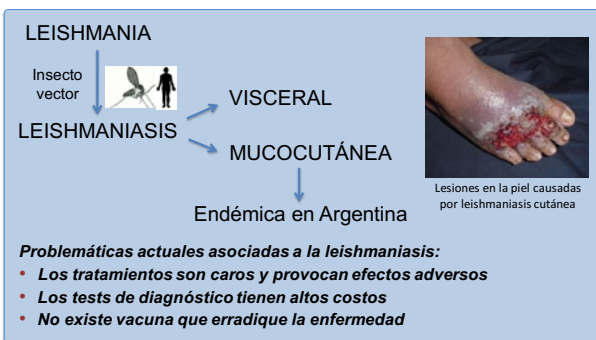 LEISHMANIA
Insecto
vector
LEISHMANIASIS
VISCERAL
MUCOCUTÁNEA
Endémica en Argentina
Lesiones en la piel causadas
por leishmaniasis cutánea
Problemáticas actuales asociadas a la leishmaniasis:
• Los tratamientos son caros y provocan efectos adversos
• Los tests de diagnóstico tienen altos costos
• No existe vacuna que erradique la enfermedad